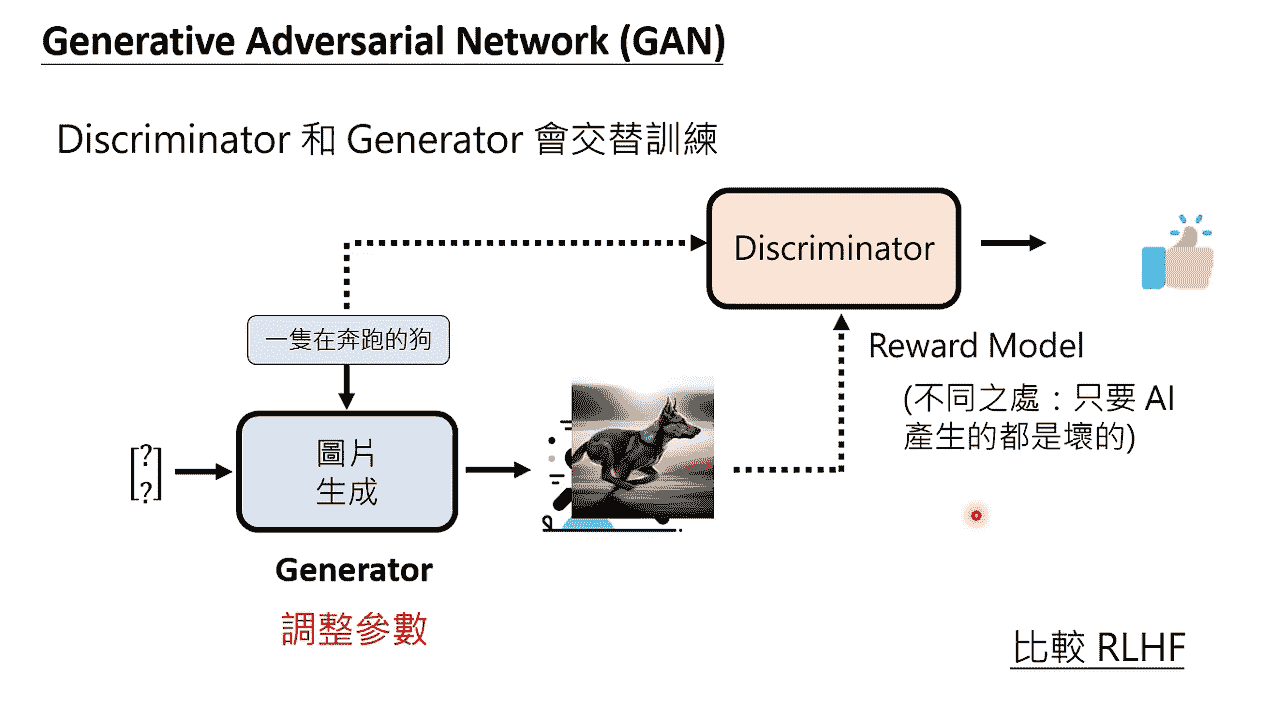 Generative Adversarial Network (GAN)
Discriminator 和 Generator 會交替訓練
Discriminator
一隻在奔跑的狗
Reward Model
(不同之處：只要 AI
產生的都是壞的)
[?
?]
圖片
生成
Generator
調整參數
比較 RLHF